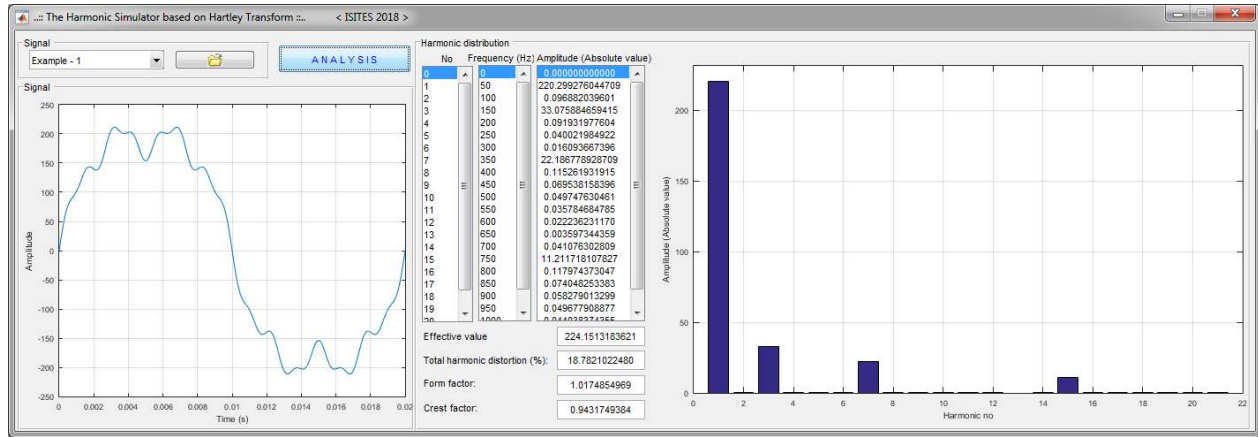 ..:: The Harmonic Simulator based on Hartley Transform ::.. < ISITES 2018 >
Signal
Example - 1
ANALYSIS
Signal
250
200
150
100
50
0
-50
-100
-150
-200
-250
Amplitude
0 0.002 0.004 0.006 0.008 0.01 0.012 0.014 0.016 0.018 0.02
Time (s)
Harmonic distribution
No Frequency (Hz) Amplitude (Absolute value)
0 0 0.000000000000
1 50 220.299276044709
2 100 0.096882039601
3 150 33.075884659415
4 200 0.091931977604
5 250 0.040021984922
6 300 0.016093667396
7 350 22.186778928709
8 400 0.115261931915
9 450 0.069538158396
10 500 0.049747630461
11 550 0.035784684785
12 600 0.022236231170
13 650 0.003597344359
14 700 0.041076302809
15 750 11.211718107827
16 800 0.117974373047
17 850 0.074048253383
18 900 0.058279013299
19 950 0.049677908877
20 1000
Effective value 224.1513183621
Total harmonic distortion (%): 18.7821022480
Form factor: 1.0174854969
Crest factor: 0.9431749384
200
150
100
50
0
Amplitude (Absolute value)
0 2 4 6 8 10 12 14 16 18 20 22
Harmonic no